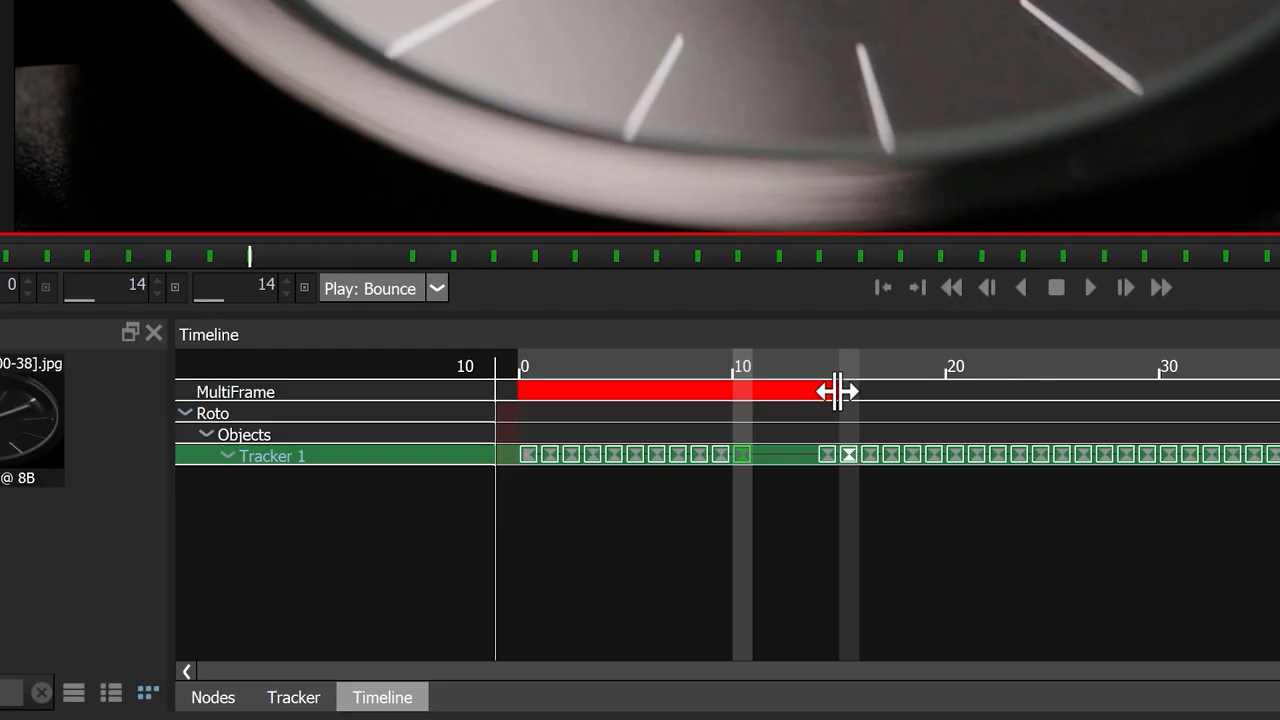 0 14 14 Play: Bounce
00-38].jpg
@ 8B
Timeline
10 0 10 20 30
MultiFrame
Roto
Objects
Tracker 1
Nodes Tracker Timeline